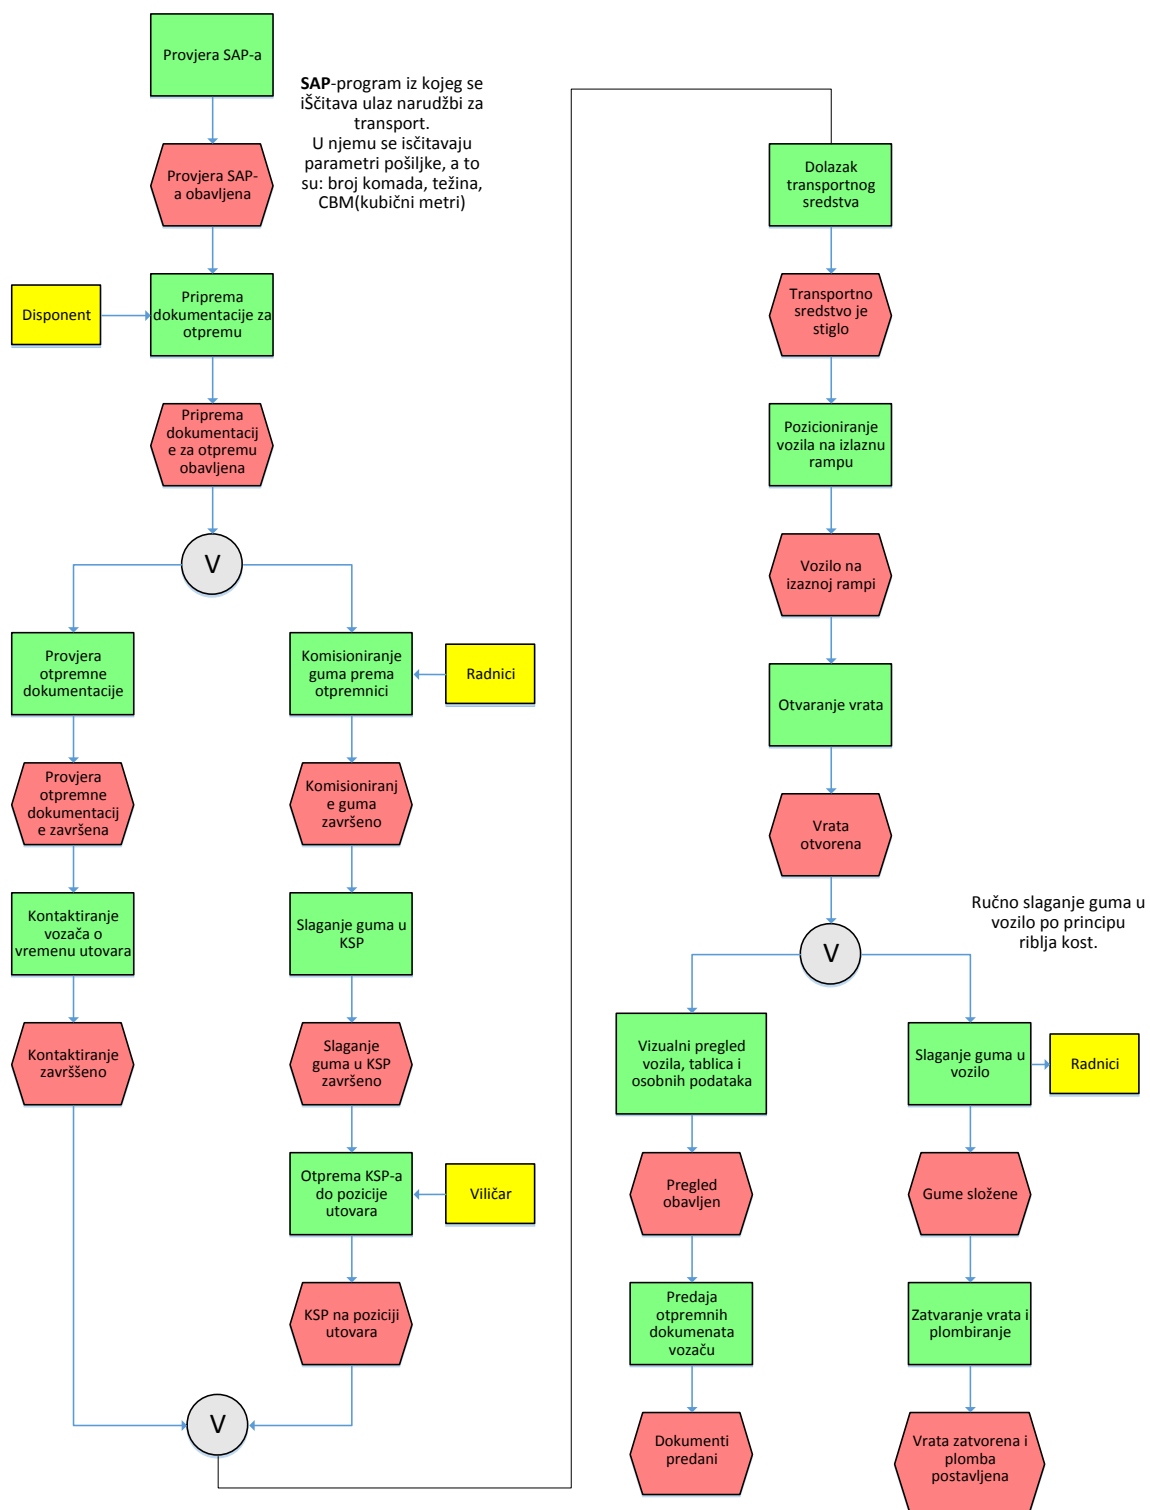 Provjera SAP-a
SAP-program iz kojeg se
iŠčitava ulaz narudžbi za
transport.
U njemu se isčitavaju
parametri pošiljke, a to
su: broj komada, težina,
CBM(kubični metri)
Provjera SAP-
a obavljena
Disponent
Priprema
dokumentacije za
otpremu
Priprema
dokumentacij
e za otpremu
obavljena
V
Provjera
otpremne
dokumentacije
Komisioniranje
guma prema
otpremnici
Radnici
Provjera
otpremne
dokumentacij
e završena
Komisioniranj
e guma
završeno
Kontaktiranje
vozača o
vremenu utovara
Slaganje guma u
KSP
Kontaktiranje
završšeno
Slaganje
guma u KSP
završeno
Otprema KSP-a
do pozicije
utovara
Viličar
KSP na poziciji
utovara
V
Dolazak
transportnog
sredstva
Transportno
sredstvo je
stiglo
Pozicioniranje
vozila na izlaznu
rampu
Vozilo na
izaznoj rampi
Otvaranje vrata
Vrata
otvorena
Ručno slaganje guma u
vozilo po principu
riblja kost.
V
Vizualni pregled
vozila, tablica i
osobnih podataka
Slaganje guma u
vozilo
Radnici
Pregled
obavljen
Gume složene
Predaja
otpremnih
dokumenata
vozaču
Zatvaranje vrata i
plombiranje
Dokumenti
predani
Vrata zatvorena i
plomba
postavljena